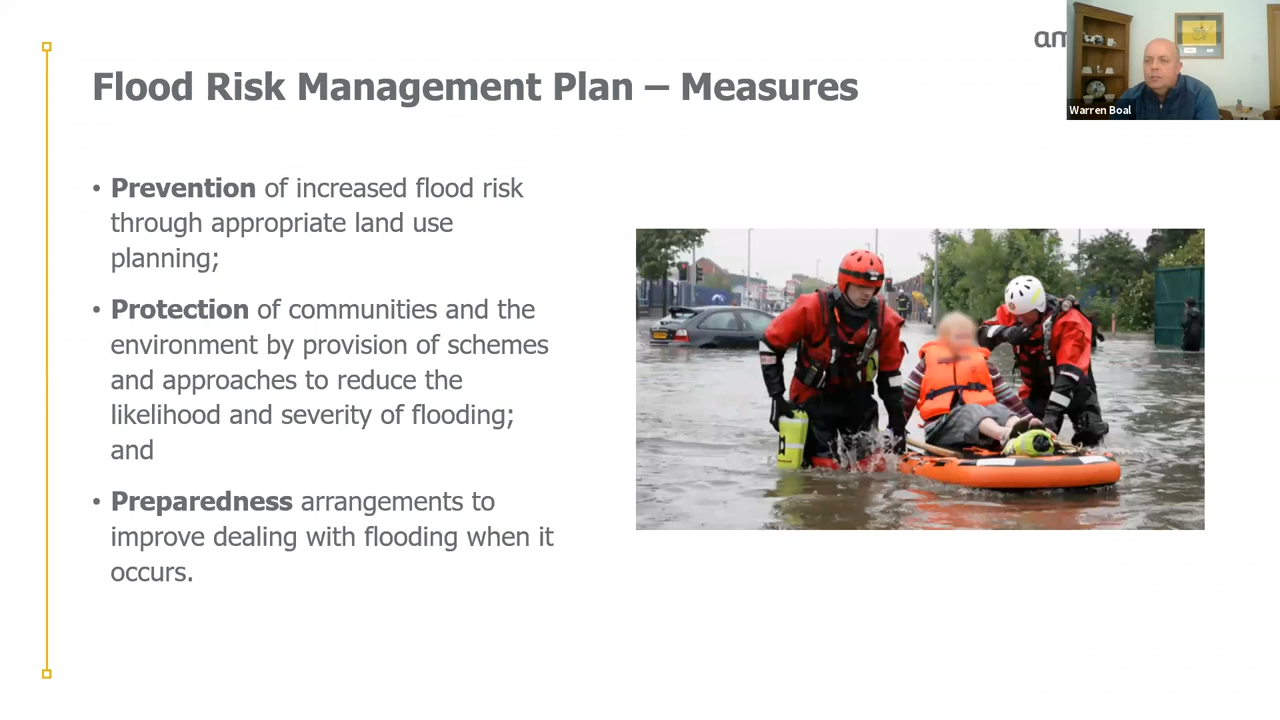 am
Warren Boal
Flood Risk Management Plan – Measures
• Prevention of increased flood risk
through appropriate land use
planning;
• Protection of communities and the
environment by provision of schemes
and approaches to reduce the
likelihood and severity of flooding;
and
• Preparedness arrangements to
improve dealing with flooding when it
occurs.